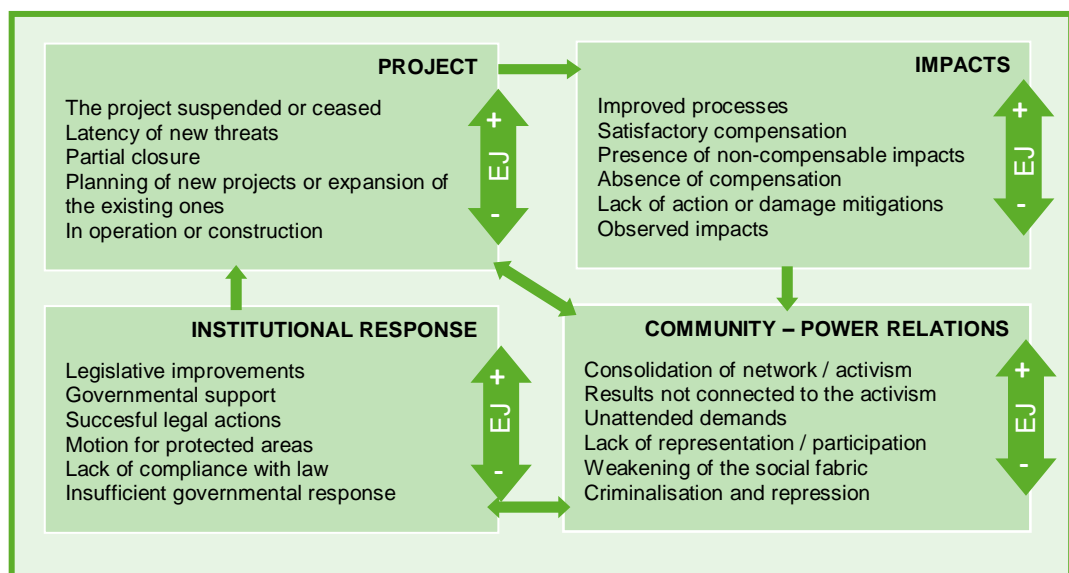 PROJECT
The project suspended or ceased
Latency of new threats
Partial closure
Planning of new projects or expansion of
the existing ones
In operation or construction
+
EJ
-
IMPACTS
Improved processes
Satisfactory compensation
Presence of non-compensable impacts
Absence of compensation
Lack of action or damage mitigations
Observed impacts
+
EJ
-
INSTITUTIONAL RESPONSE
Legislative improvements
Governmental support
Succesful legal actions
Motion for protected areas
Lack of compliance with law
Insufficient governmental response
+
EJ
-
COMMUNITY – POWER RELATIONS
Consolidation of network / activism
Results not connected to the activism
Unattended demands
Lack of representation / participation
Weakening of the social fabric
Criminalisation and repression
+
EJ
-